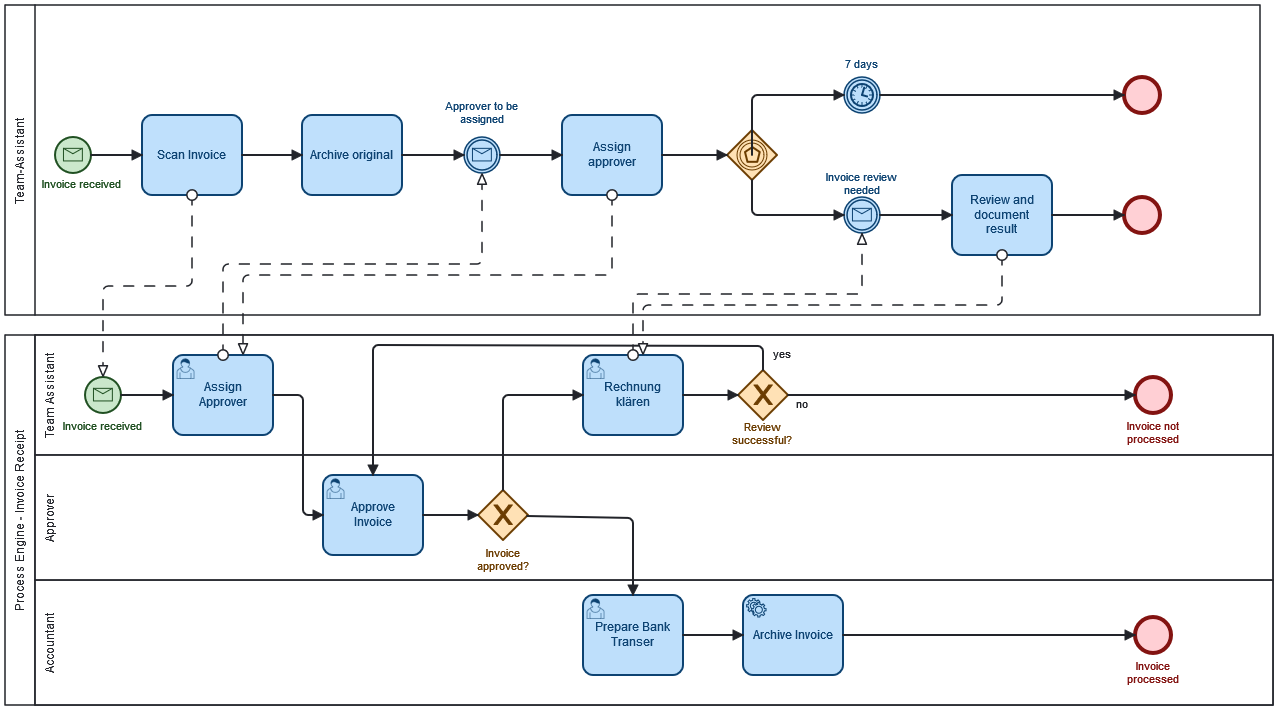 Team-Assistant
Invoice received
Scan Invoice
Archive original
Approver to be
assigned
Assign
approver
7 days
Invoice review
needed
Review and
document
result
Process Engine - Invoice Receipt
Team Assistant
Invoice received
Assign
Approver
Rechnung
klären
yes
no
Review
successful?
Invoice not
processed
Approver
Approve
Invoice
Invoice
approved?
Accountant
Prepare Bank
Transer
Archive Invoice
Invoice
processed